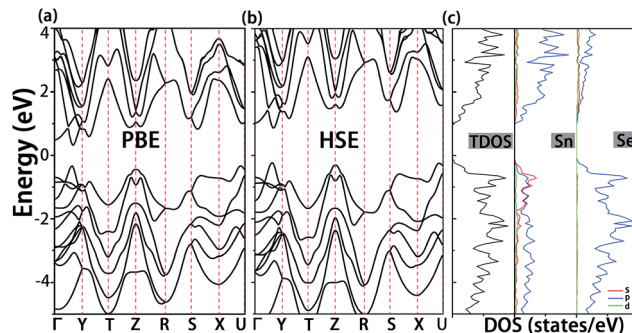 (a) (b) (c)
4
2
0
-2
-4
Energy (eV)
PBE
HSE
TDOS Sn Se
s
p
d
Γ Y T Z R S X U Γ Y T Z R S X U
DOS (states/eV)